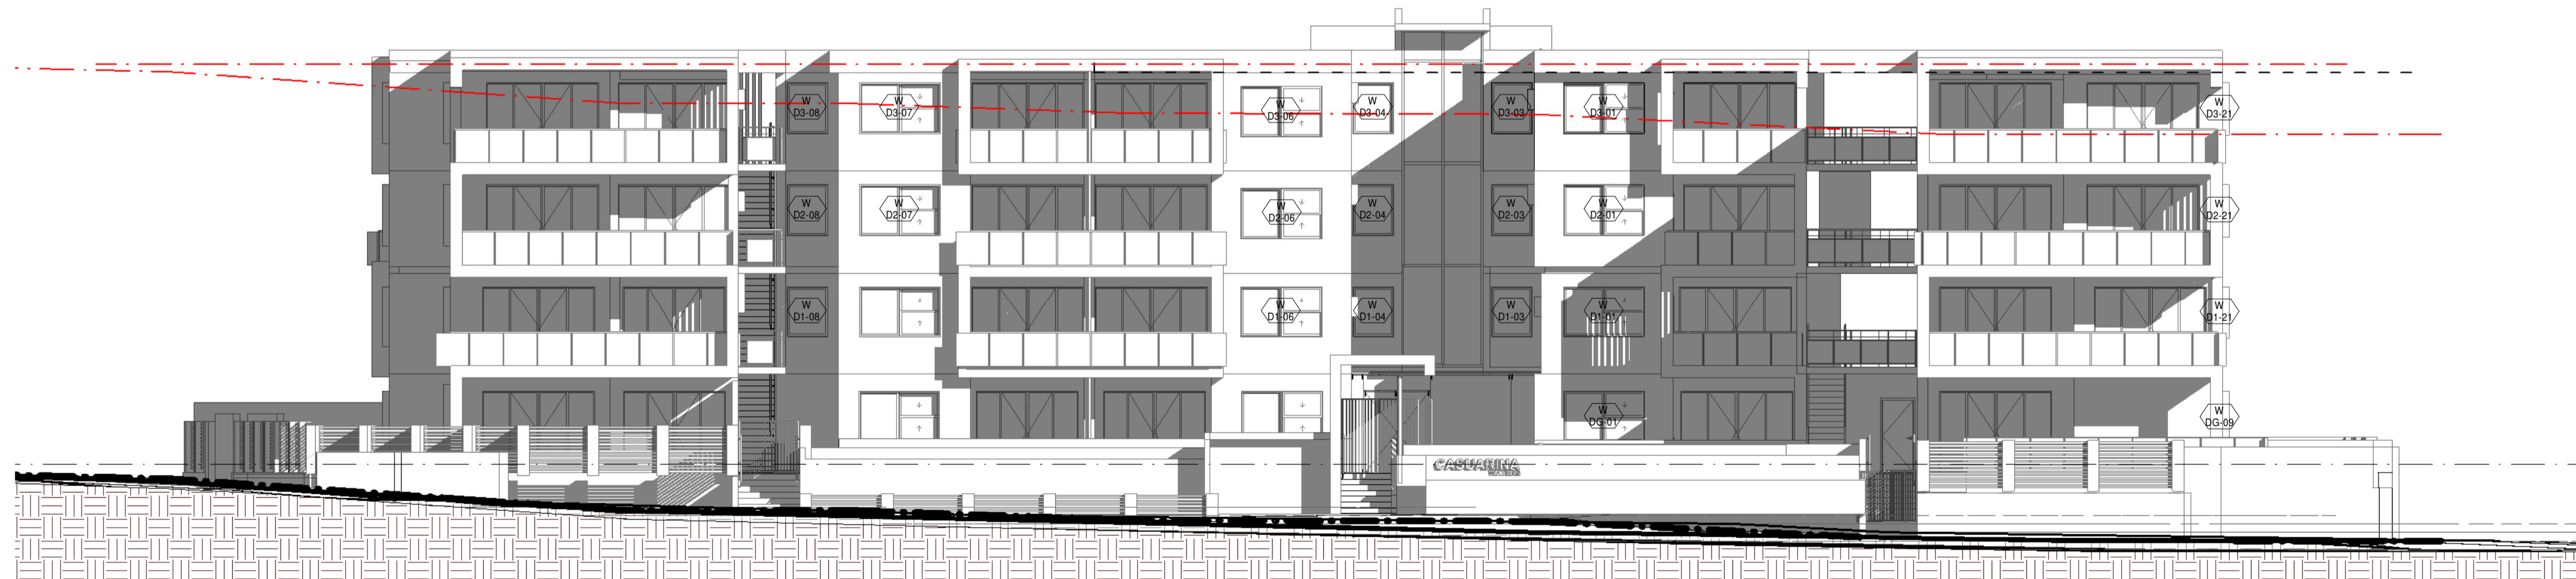 W
D3-08
W
D3-07
W
D3-06
W
D3-04
W
D3-03
W
D3-01
W
D3-21
W
D2-08
W
D2-07
W
D2-06
W
D2-04
W
D2-03
W
D2-01
W
D2-21
W
D1-08
W
D1-06
W
D1-04
W
D1-03
W
D1-01
W
D1-21
W
DG-01
W
DG-09
CASUARINA